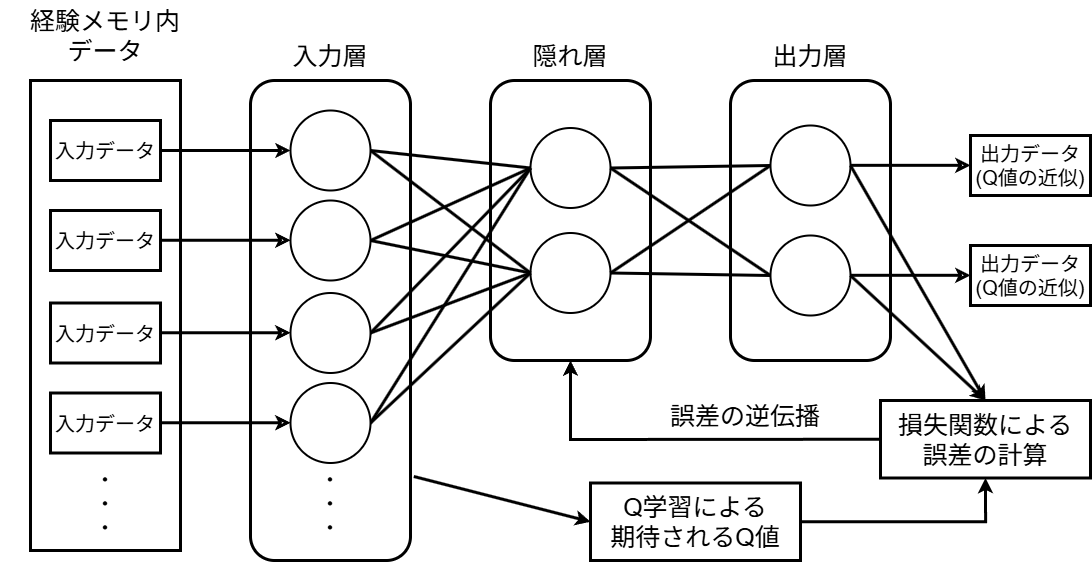 経験メモリ内
データ
入力層
隠れ層
出力層
入力データ
入力データ
入力データ
入力データ
出力データ
(Q値の近似)
出力データ
(Q値の近似)
誤差の逆伝播
損失関数による
誤差の計算
Q学習による
期待されるQ値